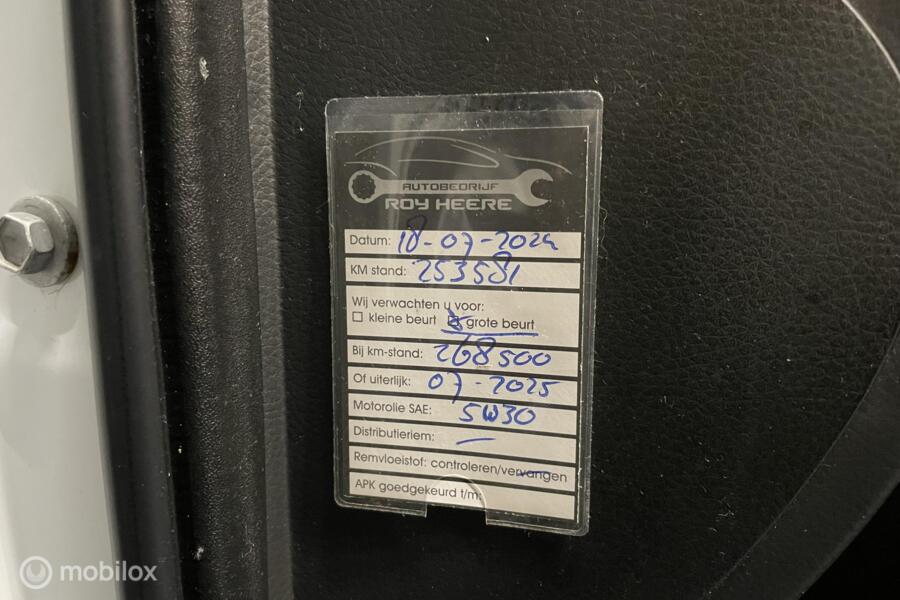 AUTOBEDRIJF
ROY HEERE
Datum: 18-07-2024
KM stand: 253581
Wij verwachten u voor:
☐ kleine beurt ☒ grote beurt
Bij km-stand: 268500
Of uiterlijk: 07-2025
Motorolie SAE: 5W30
Distributieriem: —
Remvloeistof: controleren/vervangen
APK goedgekeurd t/m:
mobilox